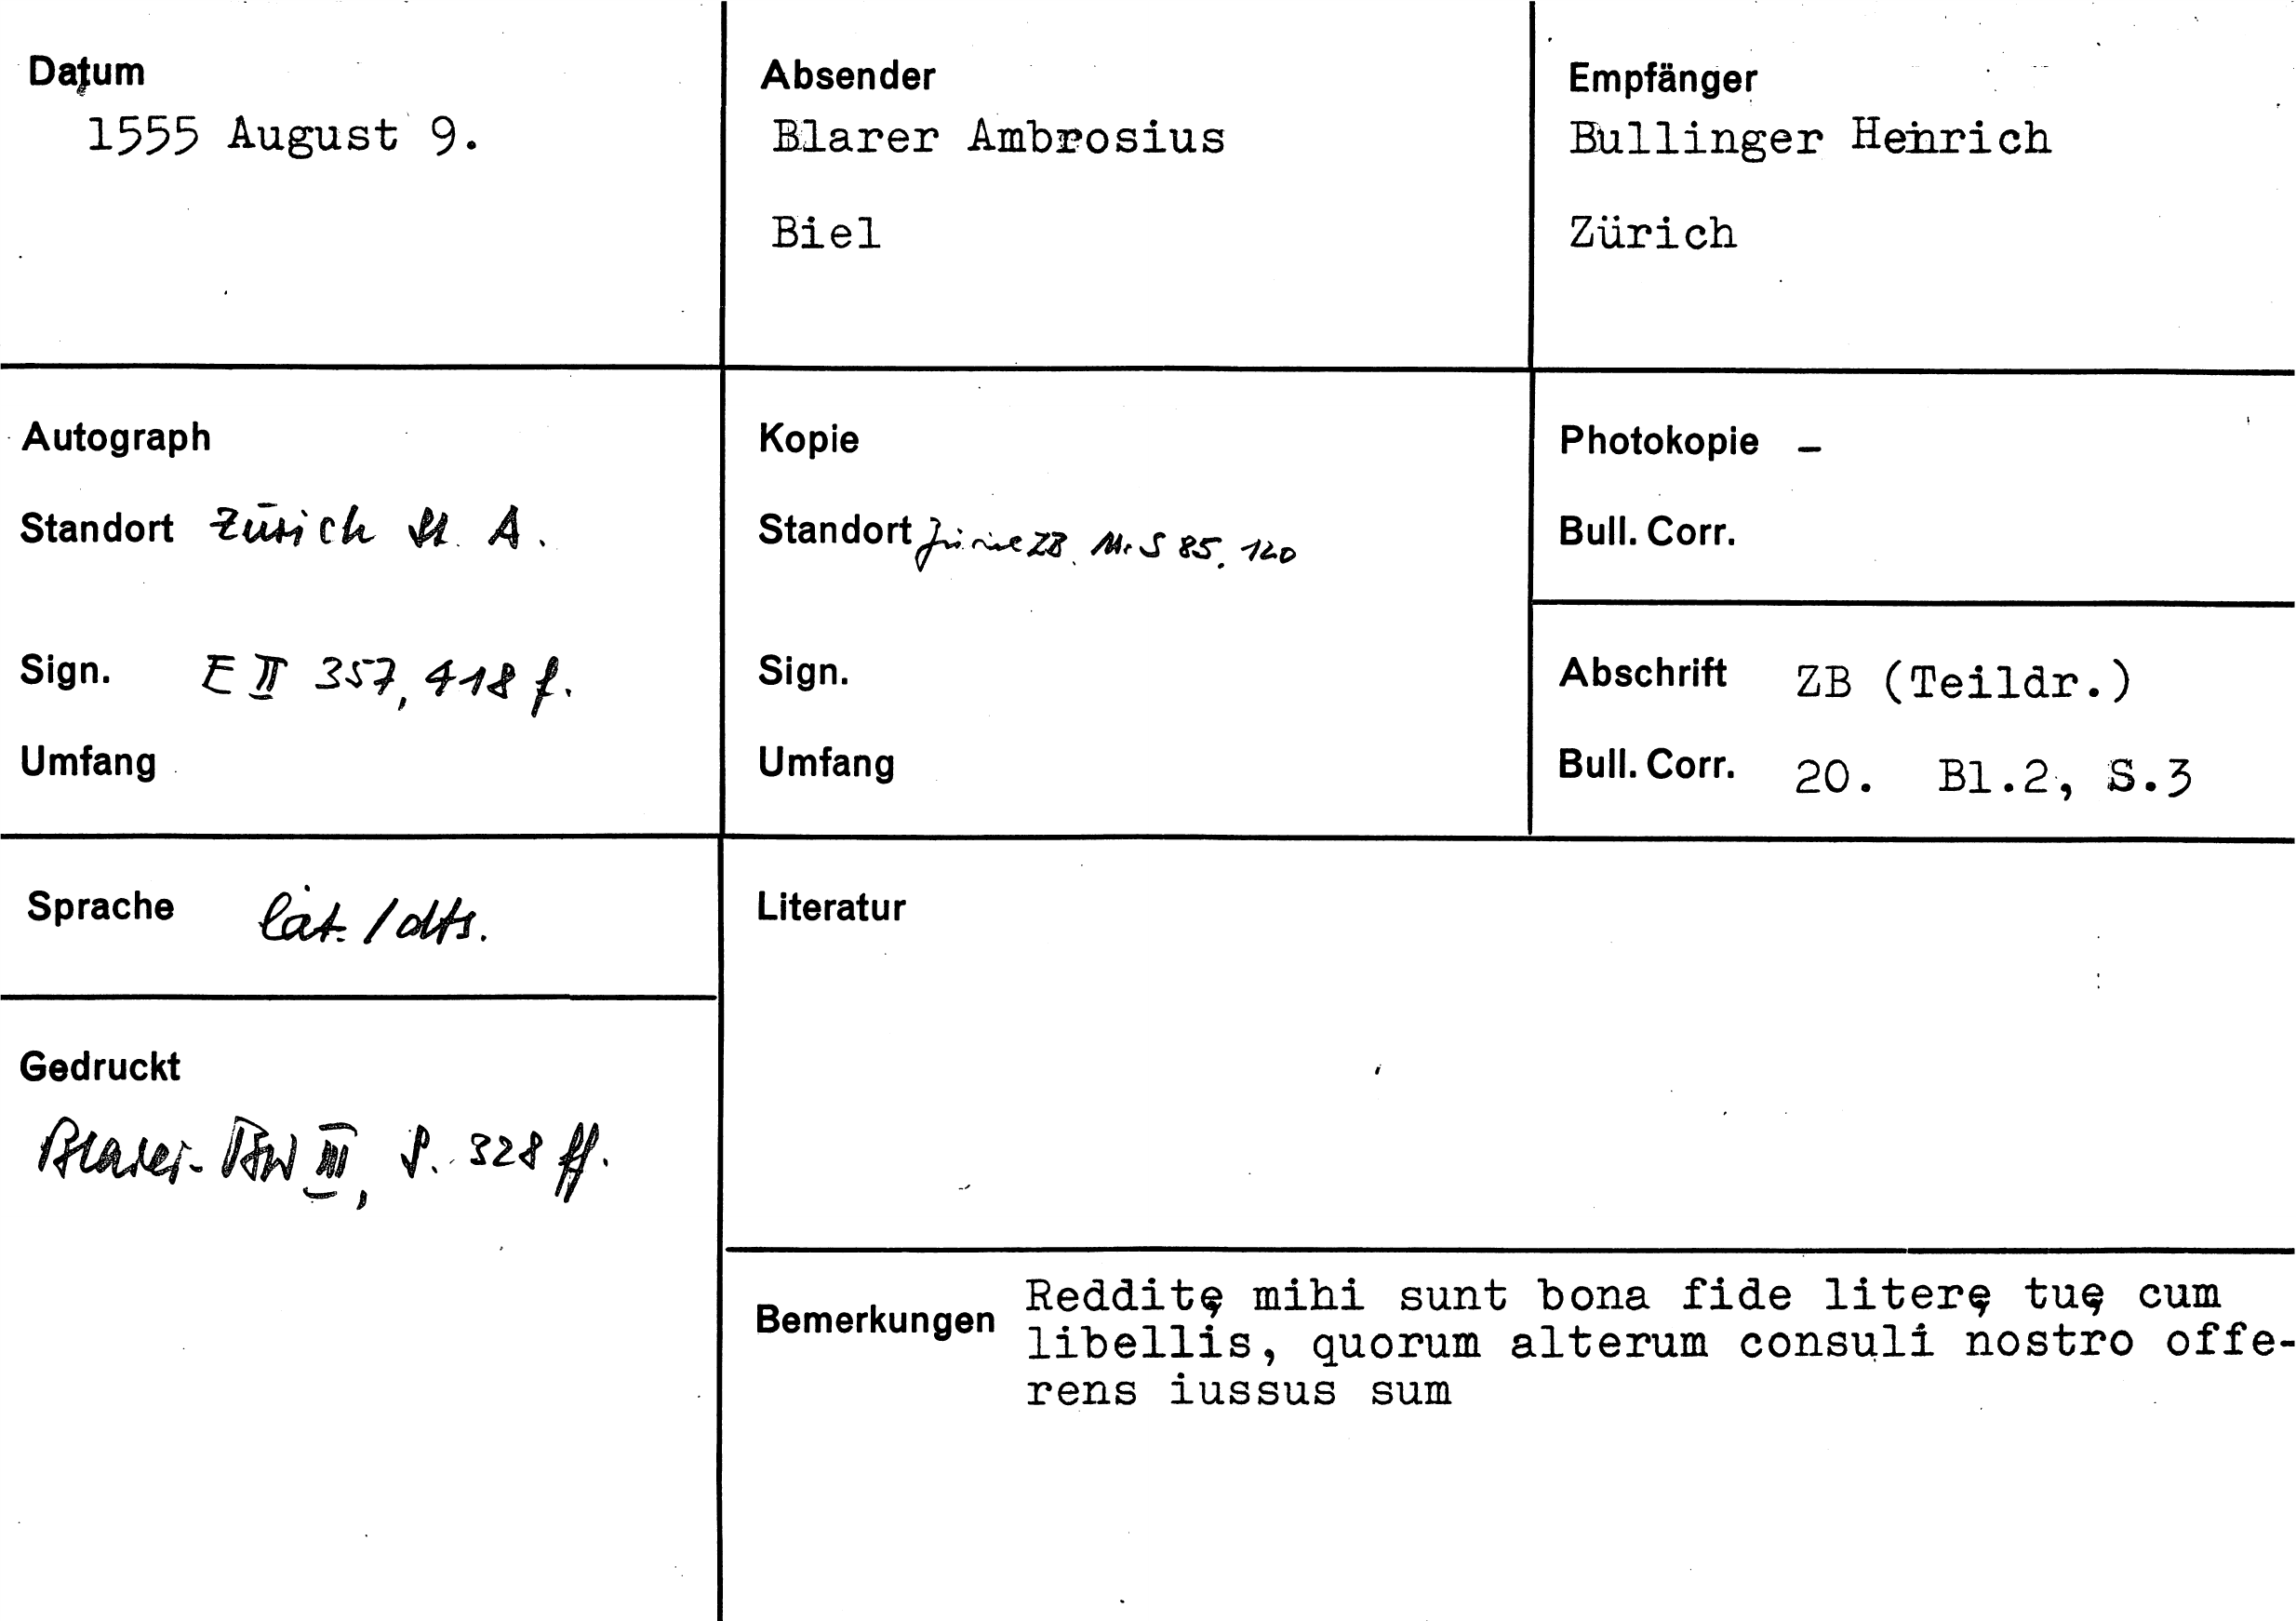 Datum
1555 August 9.
Absender
Blarer Ambrosius
Biel
Empfänger
Bullinger Heinrich
Zürich
Autograph
Standort Zürich St. A.
Sign. E II 357, 418 f.
Umfang
Kopie
Standort Zürich ZB. Ms S 85, 120
Sign.
Umfang
Photokopie –
Bull. Corr.
Abschrift ZB (Teildr.)
Bull. Corr. 20. Bl.2, S.3
Sprache lat. / dts.
Gedruckt
Blarer-BW III, S. 328 ff.
Literatur
Bemerkungen
Redditę mihi sunt bona fide literę tuę cum
libellis, quorum alterum consuli nostro offe-
rens iussus sum